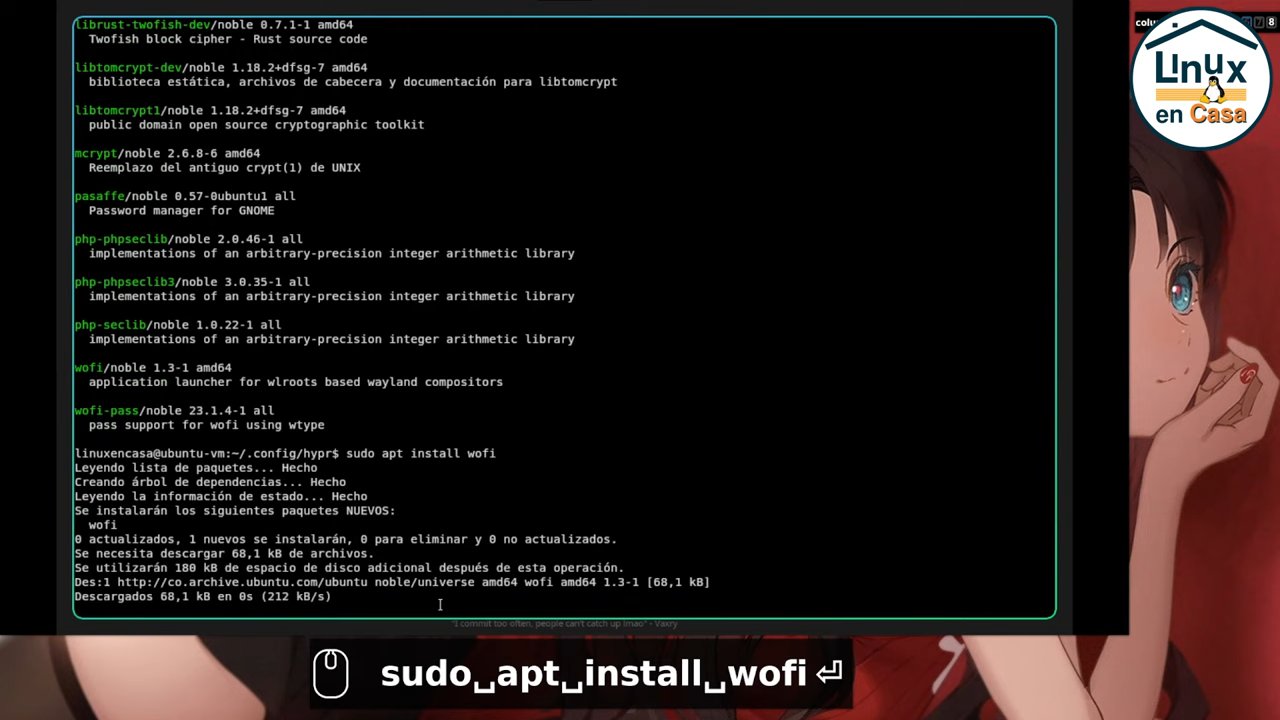 librust-twofish-dev/noble 0.7.1-1 amd64
Twofish block cipher - Rust source code
libtomcrypt-dev/noble 1.18.2+dfsg-7 amd64
biblioteca estática, archivos de cabecera y documentación para libtomcrypt
libtomcrypt1/noble 1.18.2+dfsg-7 amd64
public domain open source cryptographic toolkit
mcrypt/noble 2.6.8-6 amd64
Reemplazo del antiguo crypt(1) de UNIX
pasaffe/noble 0.57-0ubuntu1 all
Password manager for GNOME
php-phpseclib/noble 2.0.46-1 all
implementations of an arbitrary-precision integer arithmetic library
php-phpseclib3/noble 3.0.35-1 all
implementations of an arbitrary-precision integer arithmetic library
php-seclib/noble 1.0.22-1 all
implementations of an arbitrary-precision integer arithmetic library
wofi/noble 1.3-1 amd64
application launcher for wlroots based wayland compositors
wofi-pass/noble 23.1.4-1 all
pass support for wofi using wtype
linuxencasa@ubuntu-vm:~/.config/hypr$ sudo apt install wofi
Leyendo lista de paquetes... Hecho
Creando árbol de dependencias... Hecho
Leyendo la información de estado... Hecho
Se instalarán los siguientes paquetes NUEVOS:
wofi
0 actualizados, 1 nuevos se instalarán, 0 para eliminar y 0 no actualizados.
Se necesita descargar 68,1 kB de archivos.
Se utilizarán 180 kB de espacio de disco adicional después de esta operación.
Des:1 http://co.archive.ubuntu.com/ubuntu noble/universe amd64 wofi amd64 1.3-1 [68,1 kB]
Descargados 68,1 kB en 0s (212 kB/s)
"I commit too often, people can't catch up lmao" - Vaxry
sudo␣apt␣install␣wofi⏎
Linux
en Casa
7 8